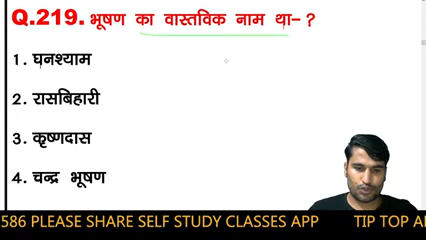 Q.219. भूषण का वास्तविक नाम था- ?
1. घनश्याम
2. रासबिहारी
3. कृष्णदास
4. चन्द्र भूषण
586 PLEASE SHARE SELF STUDY CLASSES APP TIP TOP